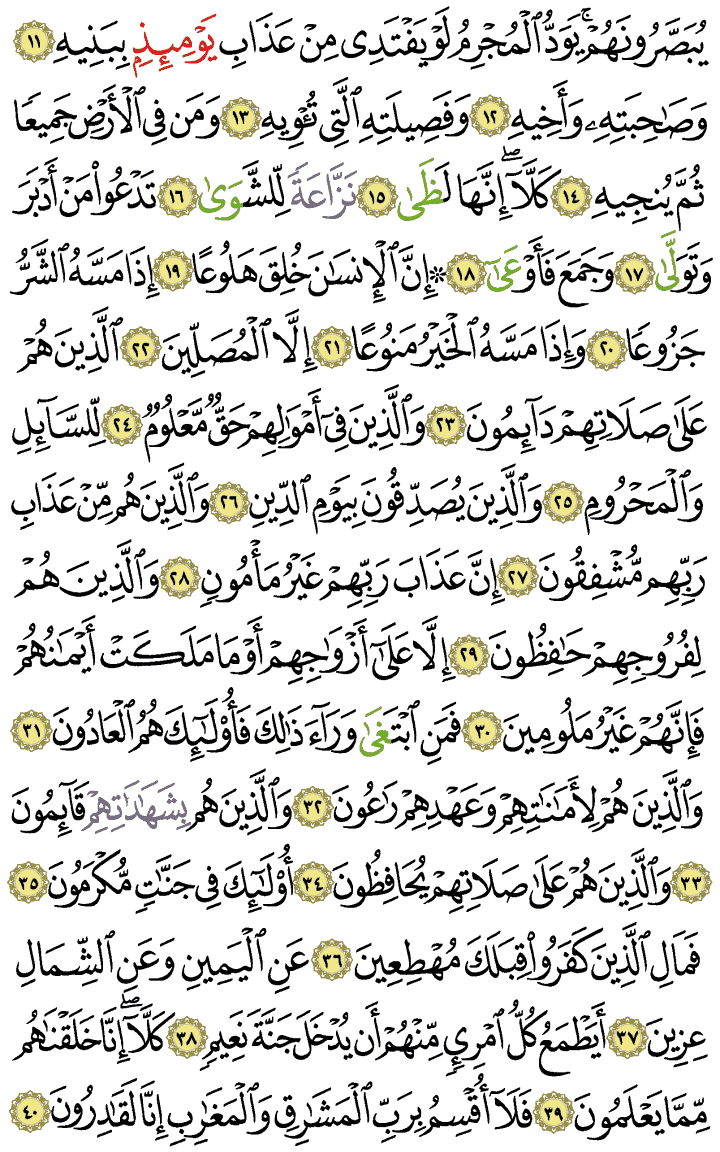 يُبَصَّرُونَهُمْ ۚ يَوَدُّ ٱلْمُجْرِمُ لَوْ يَفْتَدِى مِنْ عَذَابِ يَوْمِئِذٍۭ بِبَنِيهِ ١١
وَصَـٰحِبَتِهِۦ وَأَخِيهِ ١٢ وَفَصِيلَتِهِ ٱلَّتِى تُـْٔوِيهِ ١٣ وَمَن فِى ٱلْأَرْضِ جَمِيعًا
ثُمَّ يُنجِيهِ ١٤ كَلَّآ ۖ إِنَّهَا لَظَىٰ ١٥ نَزَّاعَةً لِّلشَّوَىٰ ١٦ تَدْعُوا۟ مَنْ أَدْبَرَ
وَتَوَلَّىٰ ١٧ وَجَمَعَ فَأَوْعَىٰٓ ١٨ ۞ إِنَّ ٱلْإِنسَـٰنَ خُلِقَ هَلُوعًا ١٩ إِذَا مَسَّهُ ٱلشَّرُّ
جَزُوعًا ٢٠ وَإِذَا مَسَّهُ ٱلْخَيْرُ مَنُوعًا ٢١ إِلَّا ٱلْمُصَلِّينَ ٢٢ ٱلَّذِينَ هُمْ
عَلَىٰ صَلَاتِهِمْ دَآئِمُونَ ٢٣ وَٱلَّذِينَ فِىٓ أَمْوَٰلِهِمْ حَقٌّ مَّعْلُومٌ ٢٤ لِّلسَّآئِلِ
وَٱلْمَحْرُومِ ٢٥ وَٱلَّذِينَ يُصَدِّقُونَ بِيَوْمِ ٱلدِّينِ ٢٦ وَٱلَّذِينَ هُم مِّنْ عَذَابِ
رَبِّهِم مُّشْفِقُونَ ٢٧ إِنَّ عَذَابَ رَبِّهِمْ غَيْرُ مَأْمُونٍ ٢٨ وَٱلَّذِينَ هُمْ
لِفُرُوجِهِمْ حَـٰفِظُونَ ٢٩ إِلَّا عَلَىٰٓ أَزْوَٰجِهِمْ أَوْ مَا مَلَكَتْ أَيْمَـٰنُهُمْ
فَإِنَّهُمْ غَيْرُ مَلُومِينَ ٣٠ فَمَنِ ٱبْتَغَىٰ وَرَآءَ ذَٰلِكَ فَأُو۟لَـٰٓئِكَ هُمُ ٱلْعَادُونَ ٣١
وَٱلَّذِينَ هُمْ لِأَمَـٰنَـٰتِهِمْ وَعَهْدِهِمْ رَٰعُونَ ٣٢ وَٱلَّذِينَ هُم بِشَهَـٰدَٰتِهِمْ قَآئِمُونَ
٣٣ وَٱلَّذِينَ هُمْ عَلَىٰ صَلَاتِهِمْ يُحَافِظُونَ ٣٤ أُو۟لَـٰٓئِكَ فِى جَنَّـٰتٍ مُّكْرَمُونَ ٣٥
فَمَالِ ٱلَّذِينَ كَفَرُوا۟ قِبَلَكَ مُهْطِعِينَ ٣٦ عَنِ ٱلْيَمِينِ وَعَنِ ٱلشِّمَالِ
عِزِينَ ٣٧ أَيَطْمَعُ كُلُّ ٱمْرِئٍ مِّنْهُمْ أَن يُدْخَلَ جَنَّةَ نَعِيمٍ ٣٨ كَلَّآ ۖ إِنَّا خَلَقْنَـٰهُم
مِّمَّا يَعْلَمُونَ ٣٩ فَلَآ أُقْسِمُ بِرَبِّ ٱلْمَشَـٰرِقِ وَٱلْمَغَـٰرِبِ إِنَّا لَقَـٰدِرُونَ ٤٠